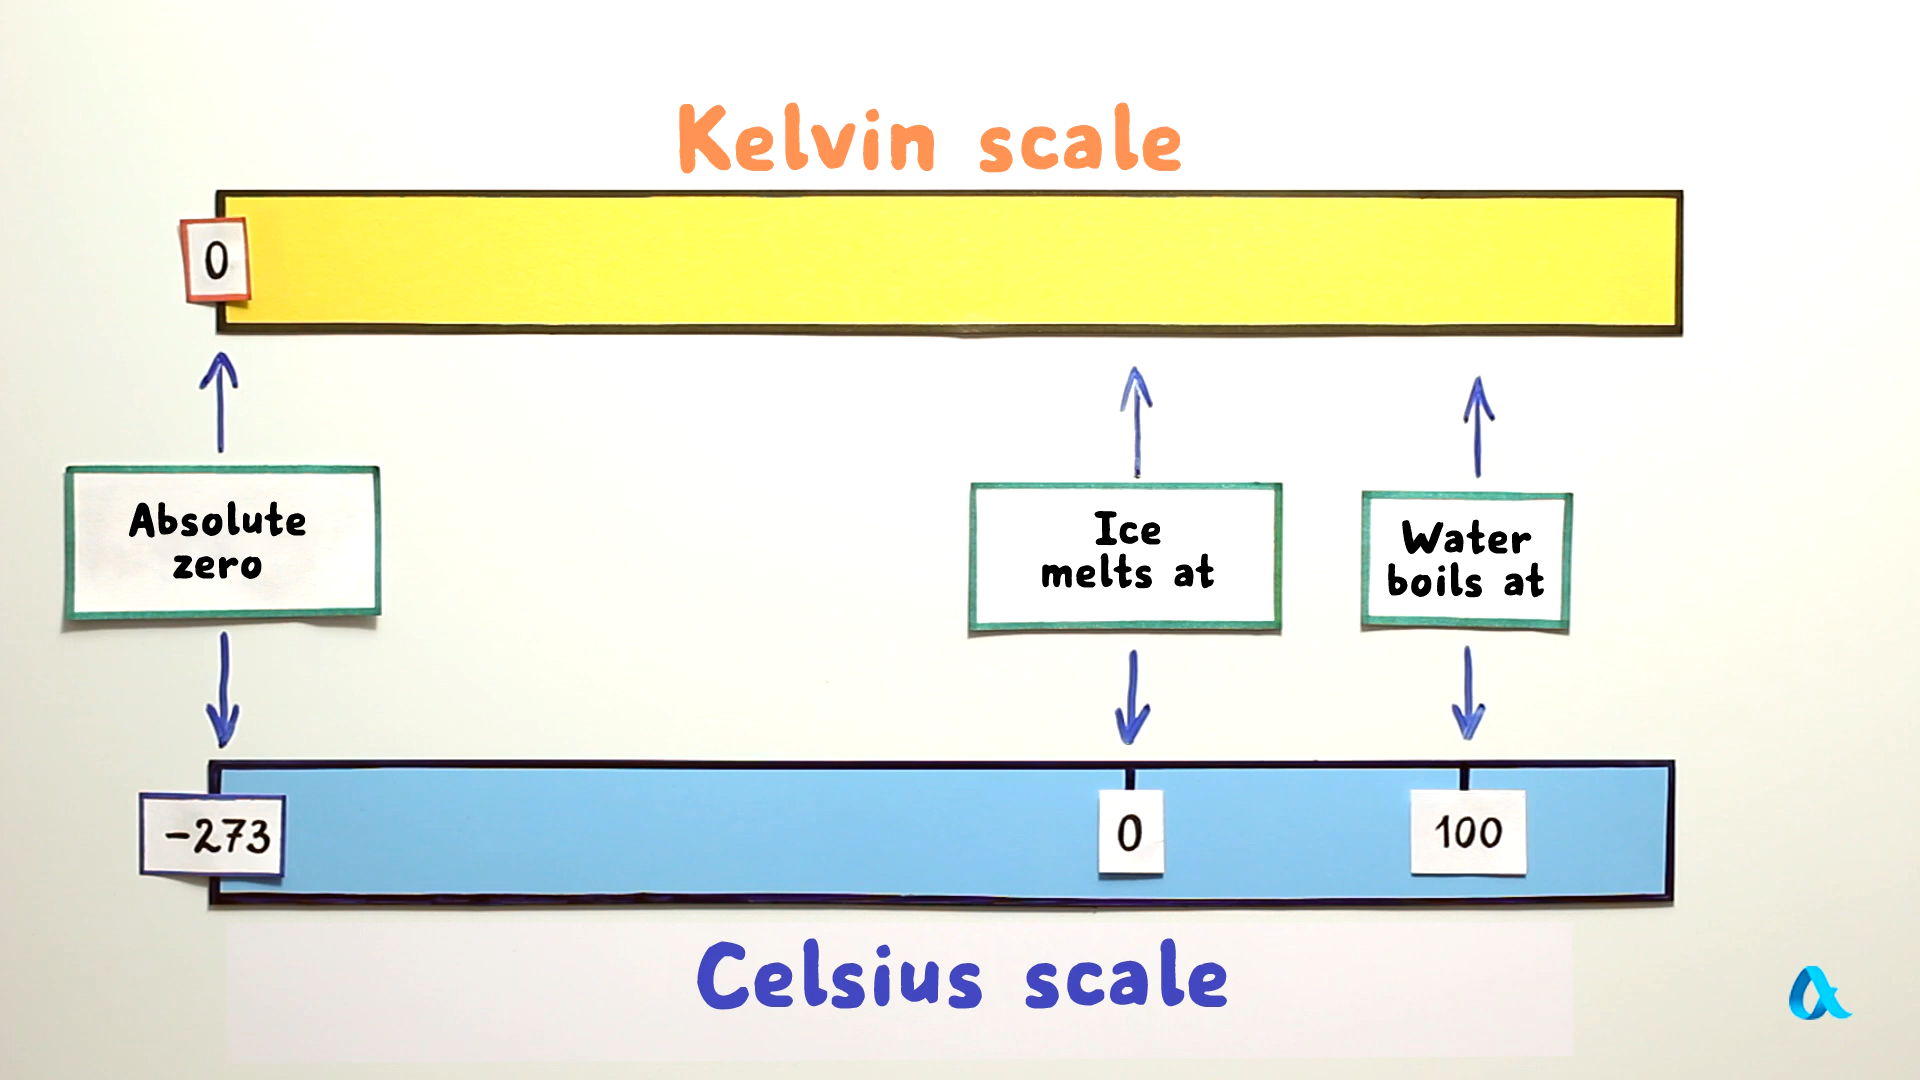 Kelvin scale
0
Absolute
zero
Ice
melts at
Water
boils at
-273
0
100
Celsius scale